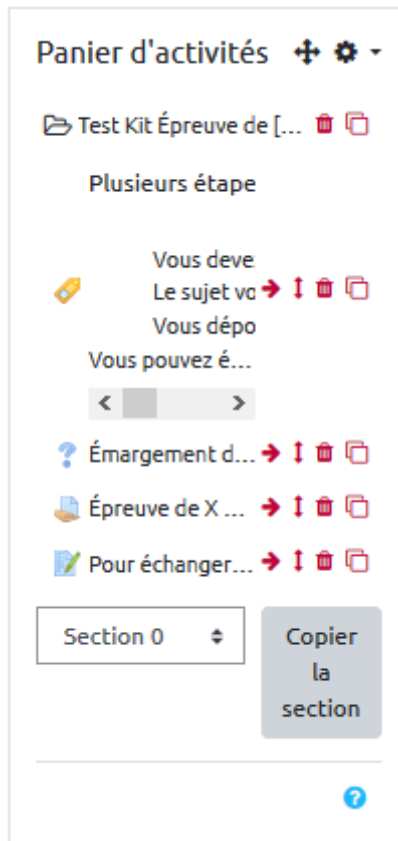 Panier d'activités
Test Kit Épreuve de [...
Plusieurs étape
Vous deve
Le sujet vo
Vous dépo
Vous pouvez é...
Émargement d...
Épreuve de X ...
Pour échanger...
Section 0
Copier
la
section